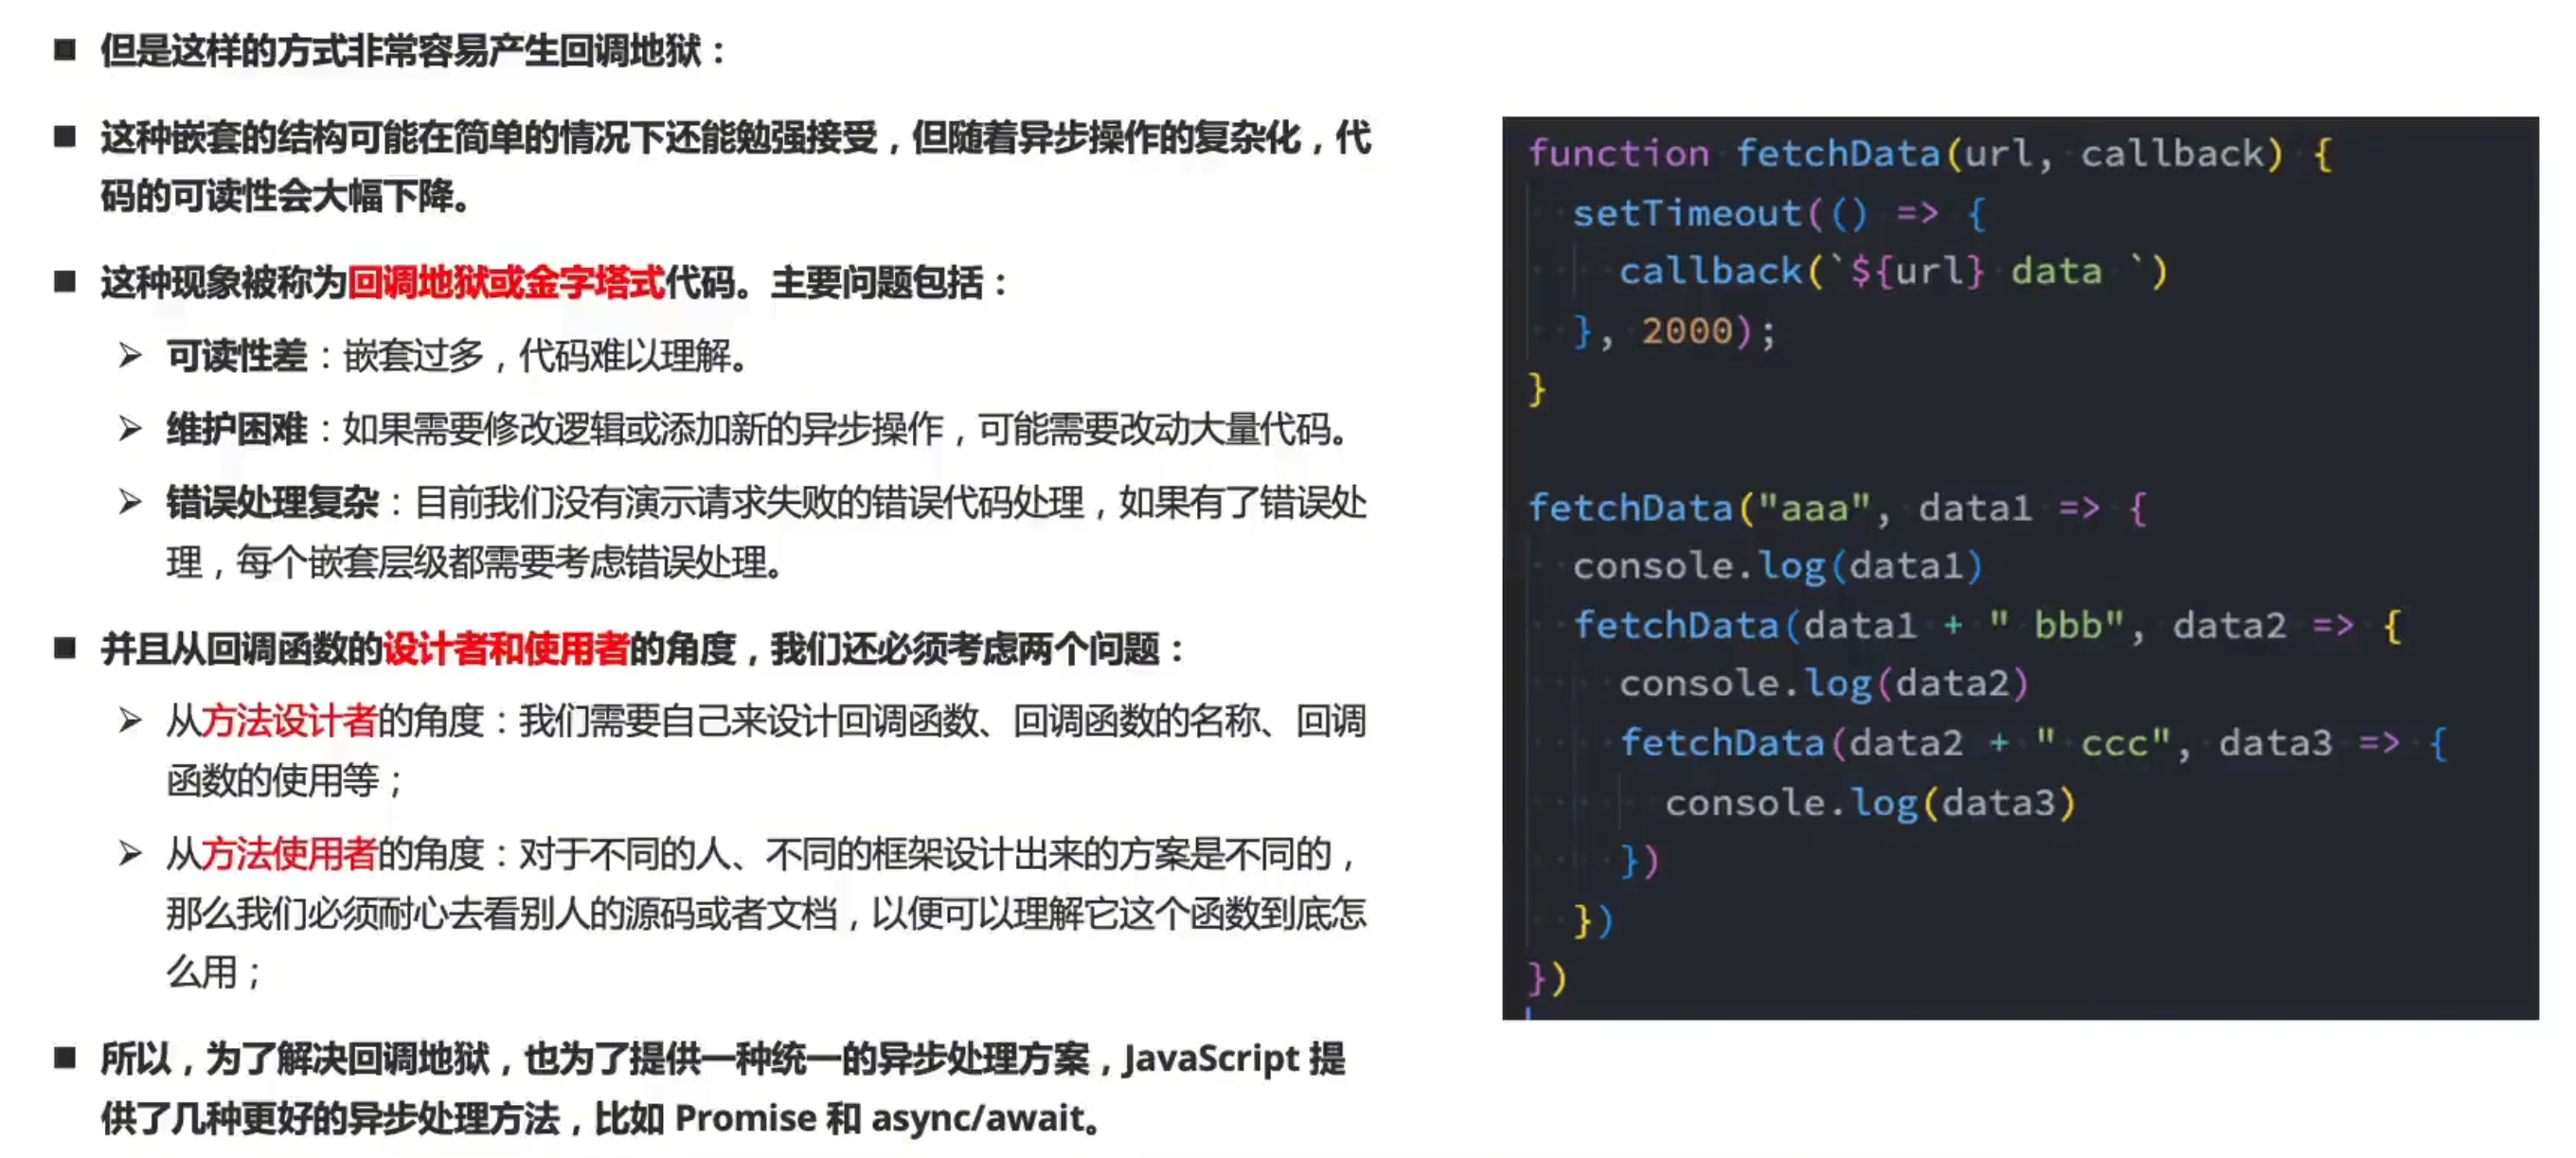 ■ 但是这样的方式非常容易产生回调地狱：
■ 这种嵌套的结构可能在简单的情况下还能勉强接受，但随着异步操作的复杂化，代
码的可读性会大幅下降。
■ 这种现象被称为回调地狱或金字塔式代码。主要问题包括：
➢ 可读性差：嵌套过多，代码难以理解。
➢ 维护困难：如果需要修改逻辑或添加新的异步操作，可能需要改动大量代码。
➢ 错误处理复杂：目前我们没有演示请求失败的错误代码处理，如果有了错误处
理，每个嵌套层级都需要考虑错误处理。
■ 并且从回调函数的设计者和使用者的角度，我们还必须考虑两个问题：
➢ 从方法设计者的角度：我们需要自己来设计回调函数、回调函数的名称、回调
函数的使用等；
➢ 从方法使用者的角度：对于不同的人、不同的框架设计出来的方案是不同的，
那么我们必须耐心去看别人的源码或者文档，以便可以理解它这个函数到底怎
么用；
■ 所以，为了解决回调地狱，也为了提供一种统一的异步处理方案，JavaScript 提
供了几种更好的异步处理方法，比如 Promise 和 async/await。
function fetchData(url, callback) {
  setTimeout(() => {
    callback(`${url} data `)
  }, 2000);
}
fetchData("aaa", data1 => {
  console.log(data1)
  fetchData(data1 + " bbb", data2 => {
    console.log(data2)
    fetchData(data2 + " ccc", data3 => {
      console.log(data3)
    })
  })
})